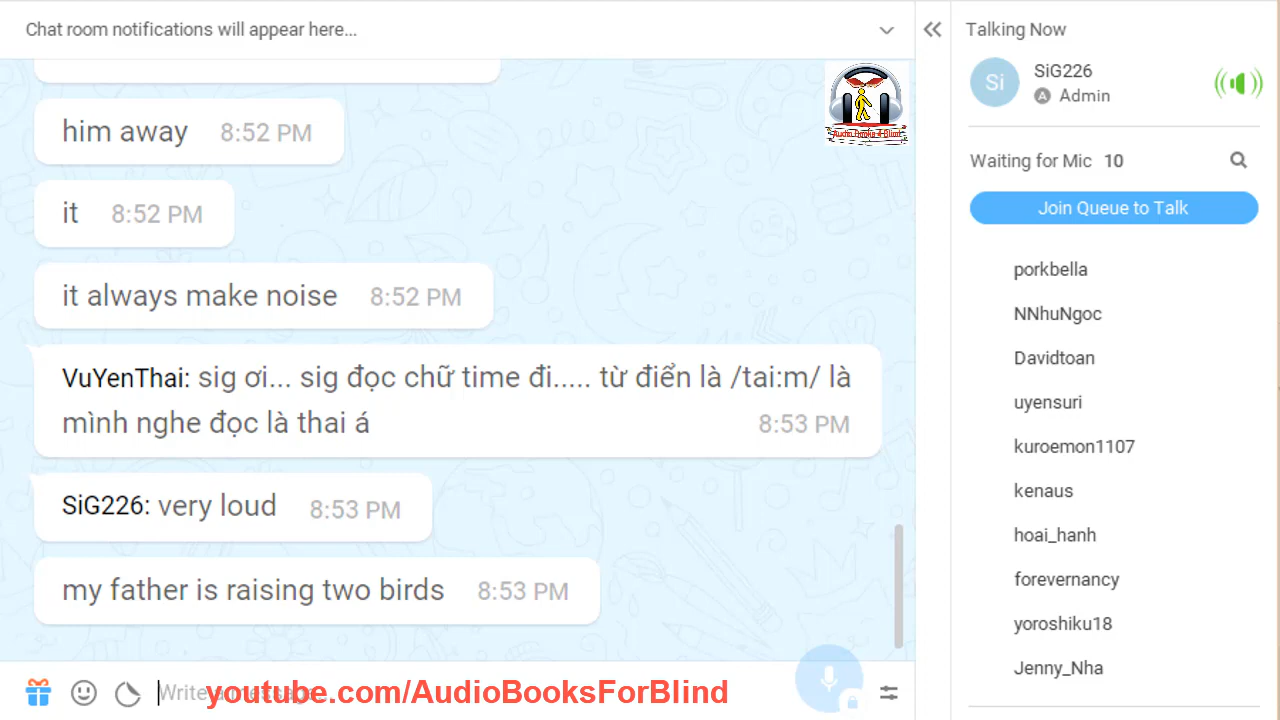 Chat room notifications will appear here...
him away 8:52 PM
it 8:52 PM
it always make noise 8:52 PM
VuYenThai: sig ơi... sig đọc chữ time đi..... từ điển là /tai:m/ là
mình nghe đọc là thai á 8:53 PM
SiG226: very loud 8:53 PM
my father is raising two birds 8:53 PM
youtube.com/AudioBooksForBlind
Talking Now
Si
SiG226
A Admin
Waiting for Mic 10
Join Queue to Talk
porkbella
NNhuNgoc
Davidtoan
uyensuri
kuroemon1107
kenaus
hoai_hanh
forevernancy
yoroshiku18
Jenny_Nha